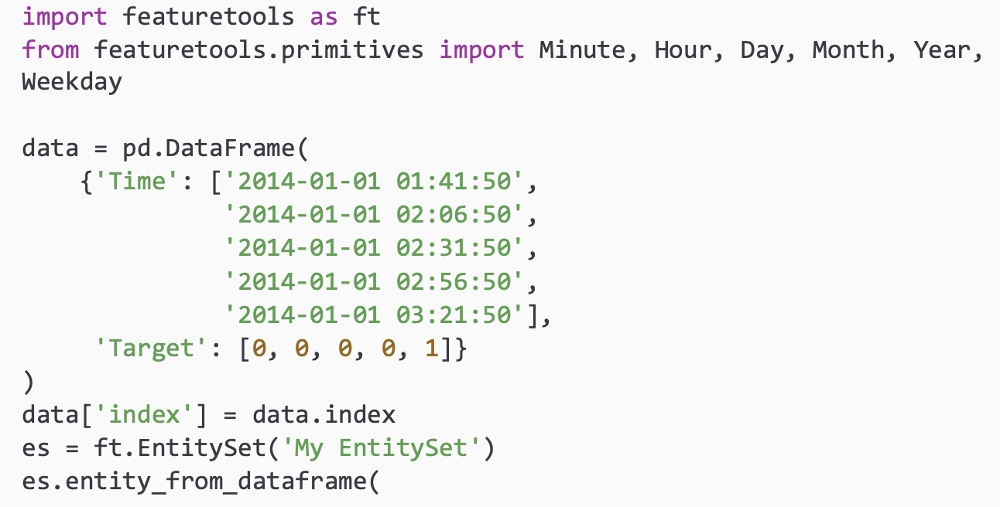 import featuretools as ft
from featuretools.primitives import Minute, Hour, Day, Month, Year,
Weekday

data = pd.DataFrame(
    {'Time': ['2014-01-01 01:41:50',
              '2014-01-01 02:06:50',
              '2014-01-01 02:31:50',
              '2014-01-01 02:56:50',
              '2014-01-01 03:21:50'],
     'Target': [0, 0, 0, 0, 1]}
)
data['index'] = data.index
es = ft.EntitySet('My EntitySet')
es.entity_from_dataframe(